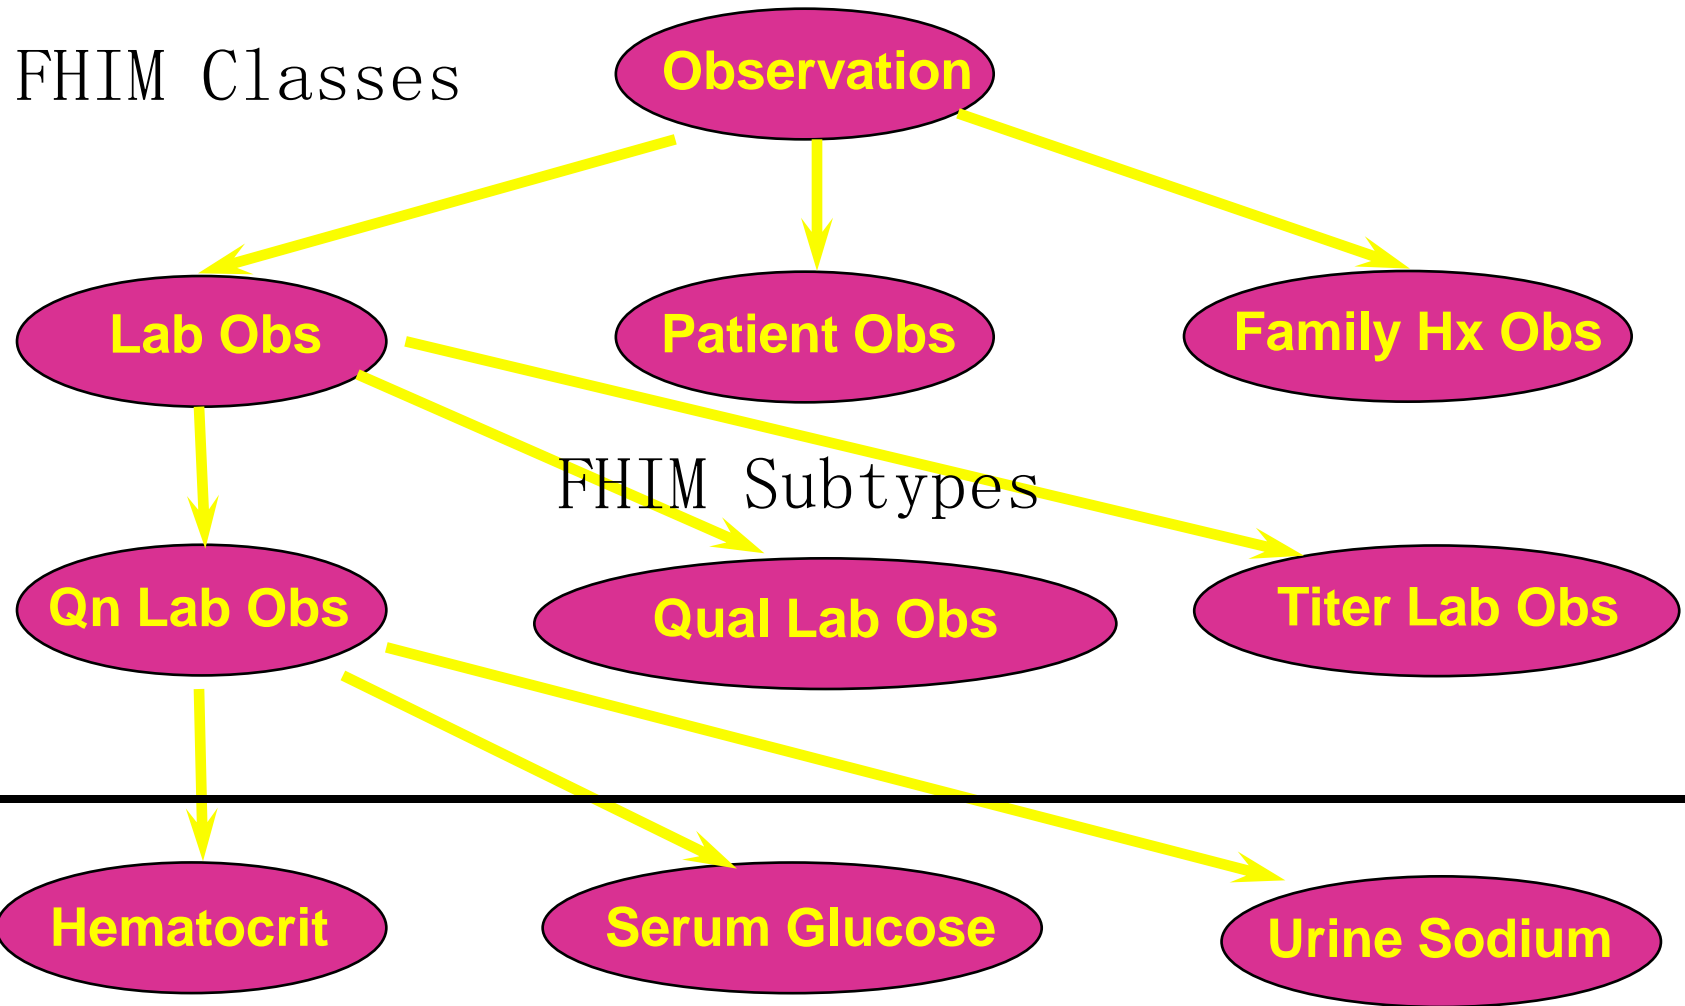 FHIM Classes
Observation
Lab Obs
Patient Obs
Family Hx Obs
FHIM Subtypes
Qn Lab Obs
Qual Lab Obs
Titer Lab Obs
Hematocrit
Serum Glucose
Urine Sodium